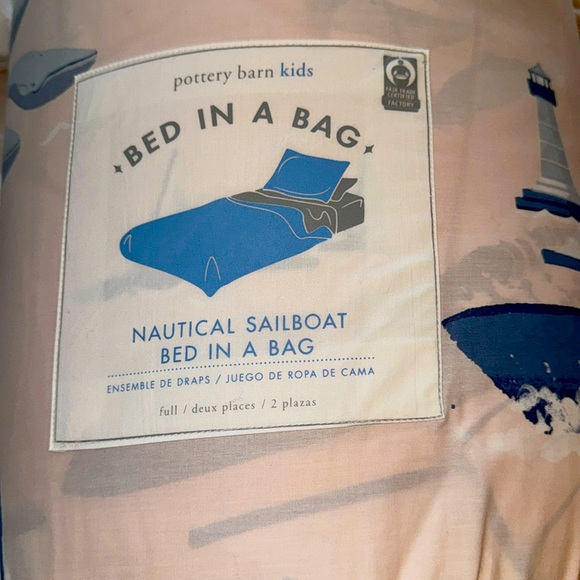 pottery barn kids
FAIR TRADE
CERTIFIED
FACTORY
BED IN A BAG
NAUTICAL SAILBOAT
BED IN A BAG
ENSEMBLE DE DRAPS / JUEGO DE ROPA DE CAMA
full / deux places / 2 plazas